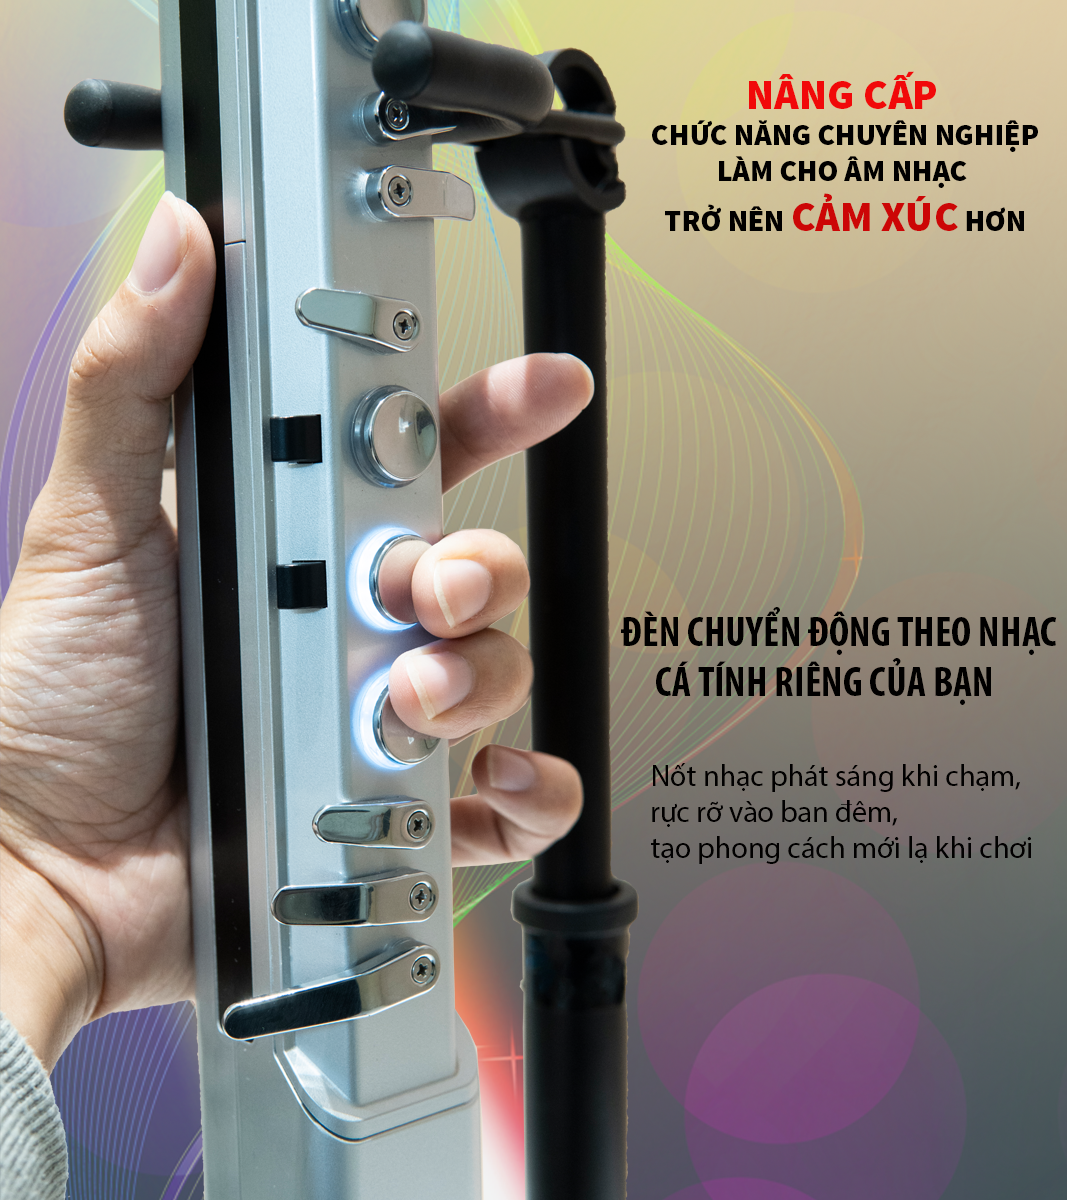 NÂNG CẤP
CHỨC NĂNG CHUYÊN NGHIỆP
LÀM CHO ÂM NHẠC
TRỞ NÊN CẢM XÚC HƠN
ĐÈN CHUYỂN ĐỘNG THEO NHẠC
CÁ TÍNH RIÊNG CỦA BẠN
Nốt nhạc phát sáng khi chạm,
rực rỡ vào ban đêm,
tạo phong cách mới lạ khi chơi